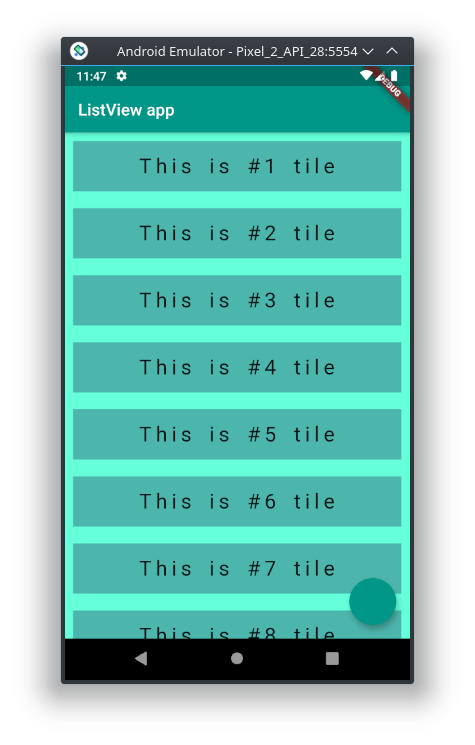 Android Emulator - Pixel_2_API_28:5554
11:47
DEBUG
ListView app
This is #1 tile
This is #2 tile
This is #3 tile
This is #4 tile
This is #5 tile
This is #6 tile
This is #7 tile
This is #8 tile